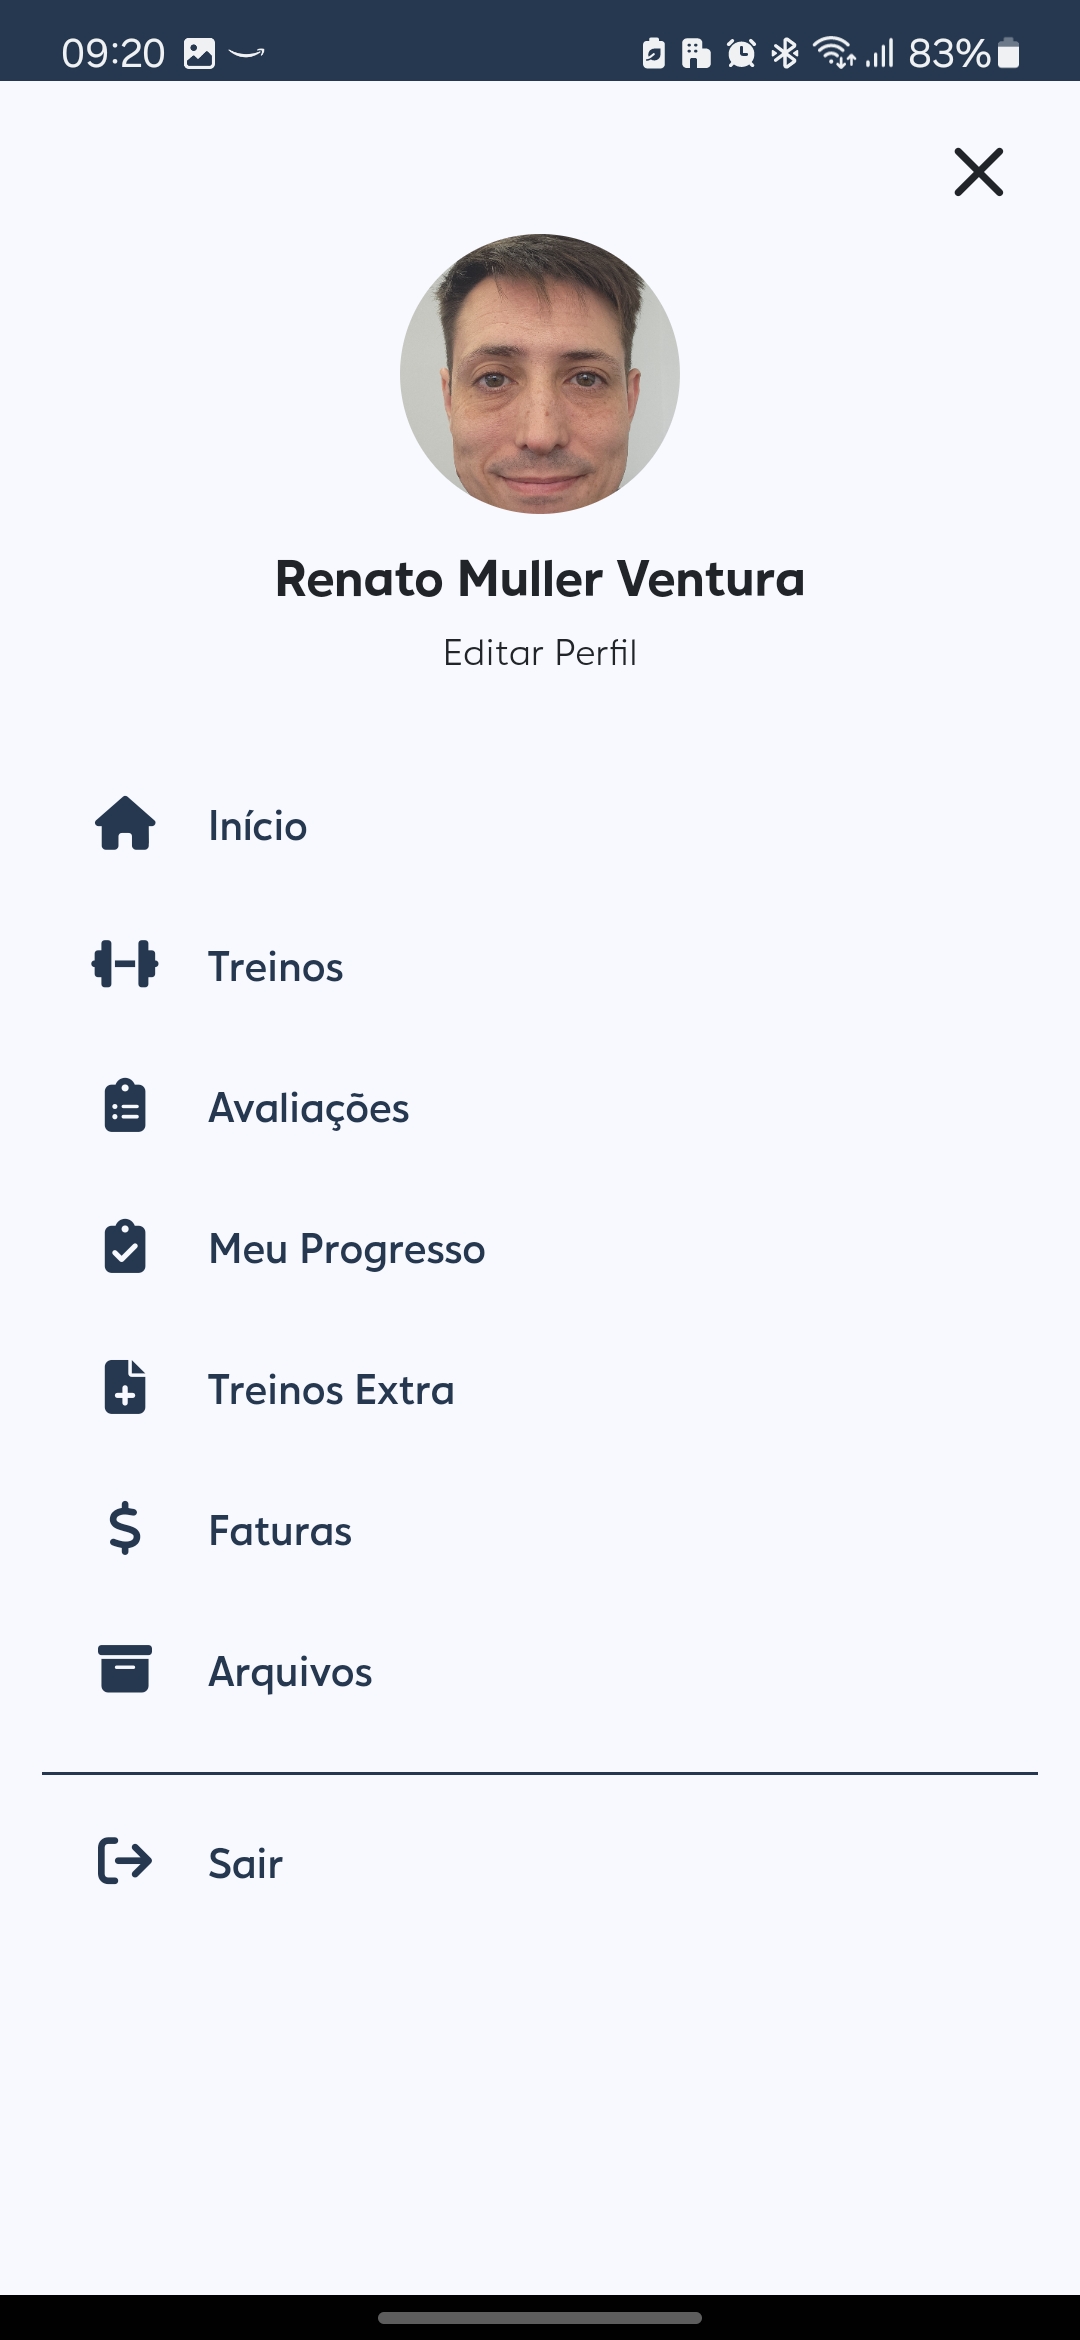 09:20 83%
Renato Muller Ventura
Editar Perfil
Início
Treinos
Avaliações
Meu Progresso
Treinos Extra
Faturas
Arquivos
Sair